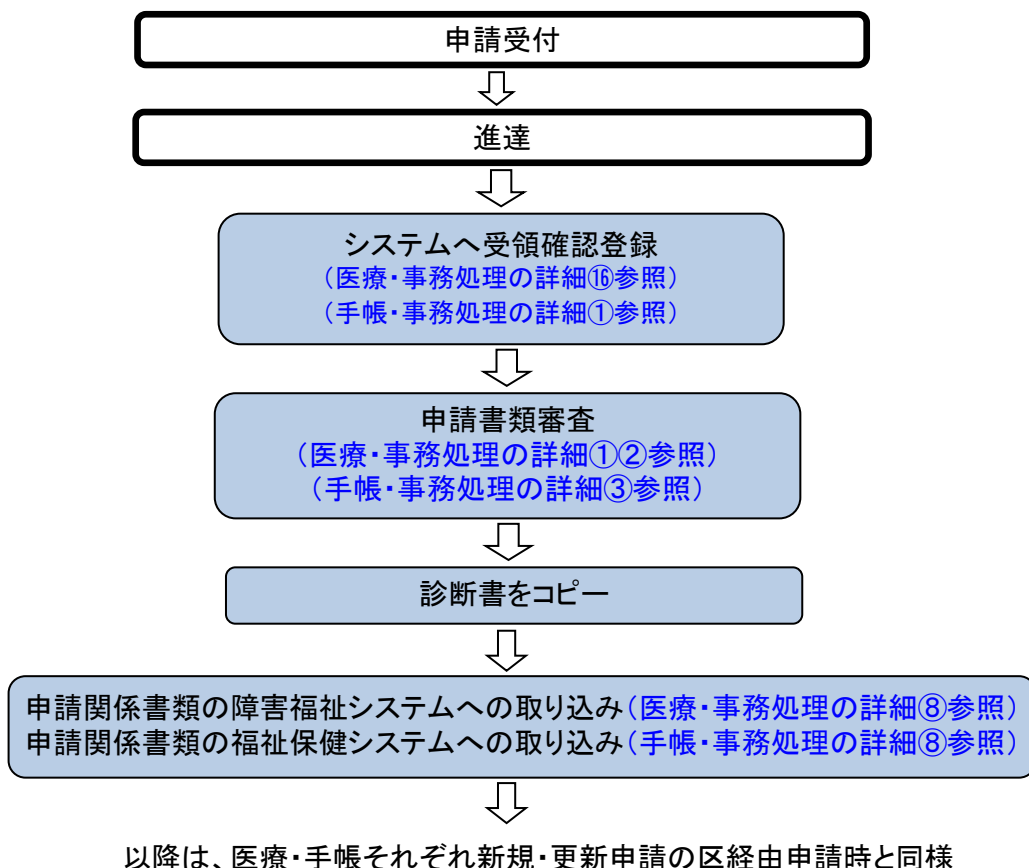 申請受付
進達
システムへ受領確認登録
（医療・事務処理の詳細⑯参照）
（手帳・事務処理の詳細①参照）
申請書類審査
（医療・事務処理の詳細①②参照）
（手帳・事務処理の詳細③参照）
診断書をコピー
申請関係書類の障害福祉システムへの取り込み（医療・事務処理の詳細⑧参照）
申請関係書類の福祉保健システムへの取り込み（手帳・事務処理の詳細⑧参照）
以降は、医療・手帳それぞれ新規・更新申請の区経由申請時と同様